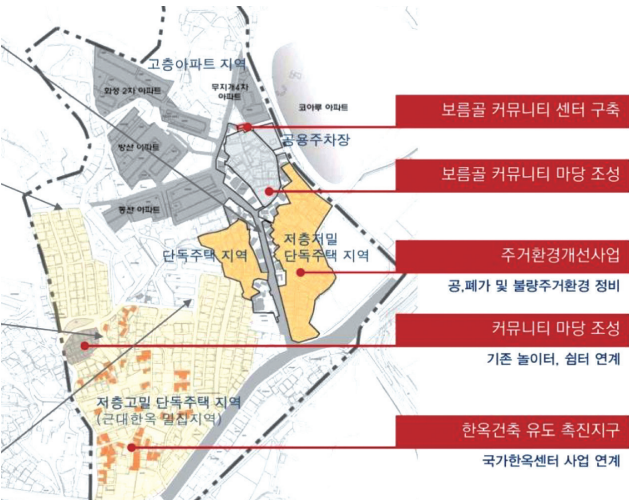 고층아파트 지역
화성 2차 아파트
무지개4차
아파트
코아루 아파트
보름골 커뮤니티 센터 구축
공용주차장
방산 아파트
보름골 커뮤니티 마당 조성
동산 아파트
단독주택 지역
저층저밀
단독주택 지역
주거환경개선사업
공,폐가 및 불량주거환경 정비
커뮤니티 마당 조성
기존 놀이터, 쉼터 연계
저층고밀 단독주택 지역
(근대한옥 밀집지역)
한옥건축 유도 촉진지구
국가한옥센터 사업 연계